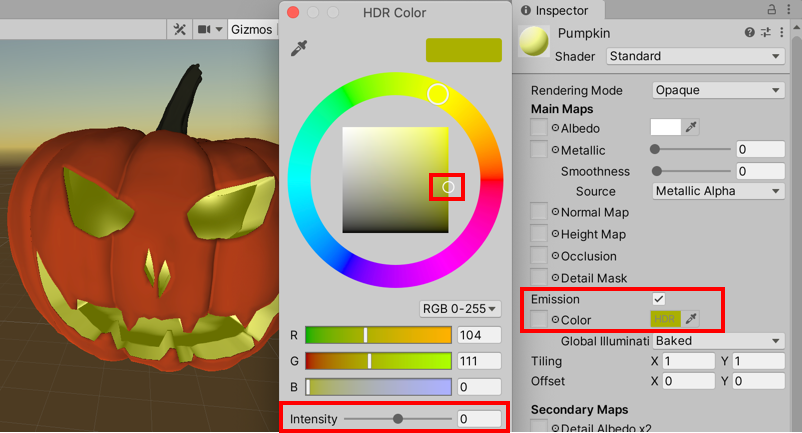 Gizmos
HDR Color
RGB 0-255
R 104
G 111
B 0
Intensity 0
Inspector
Pumpkin
Shader Standard
Rendering Mode Opaque
Main Maps
Albedo
Metallic 0
Smoothness 0
Source Metallic Alpha
Normal Map
Height Map
Occlusion
Detail Mask
Emission
Color HDR
Global Illuminati Baked
Tiling X 1 Y 1
Offset X 0 Y 0
Secondary Maps
Detail Albedo x2